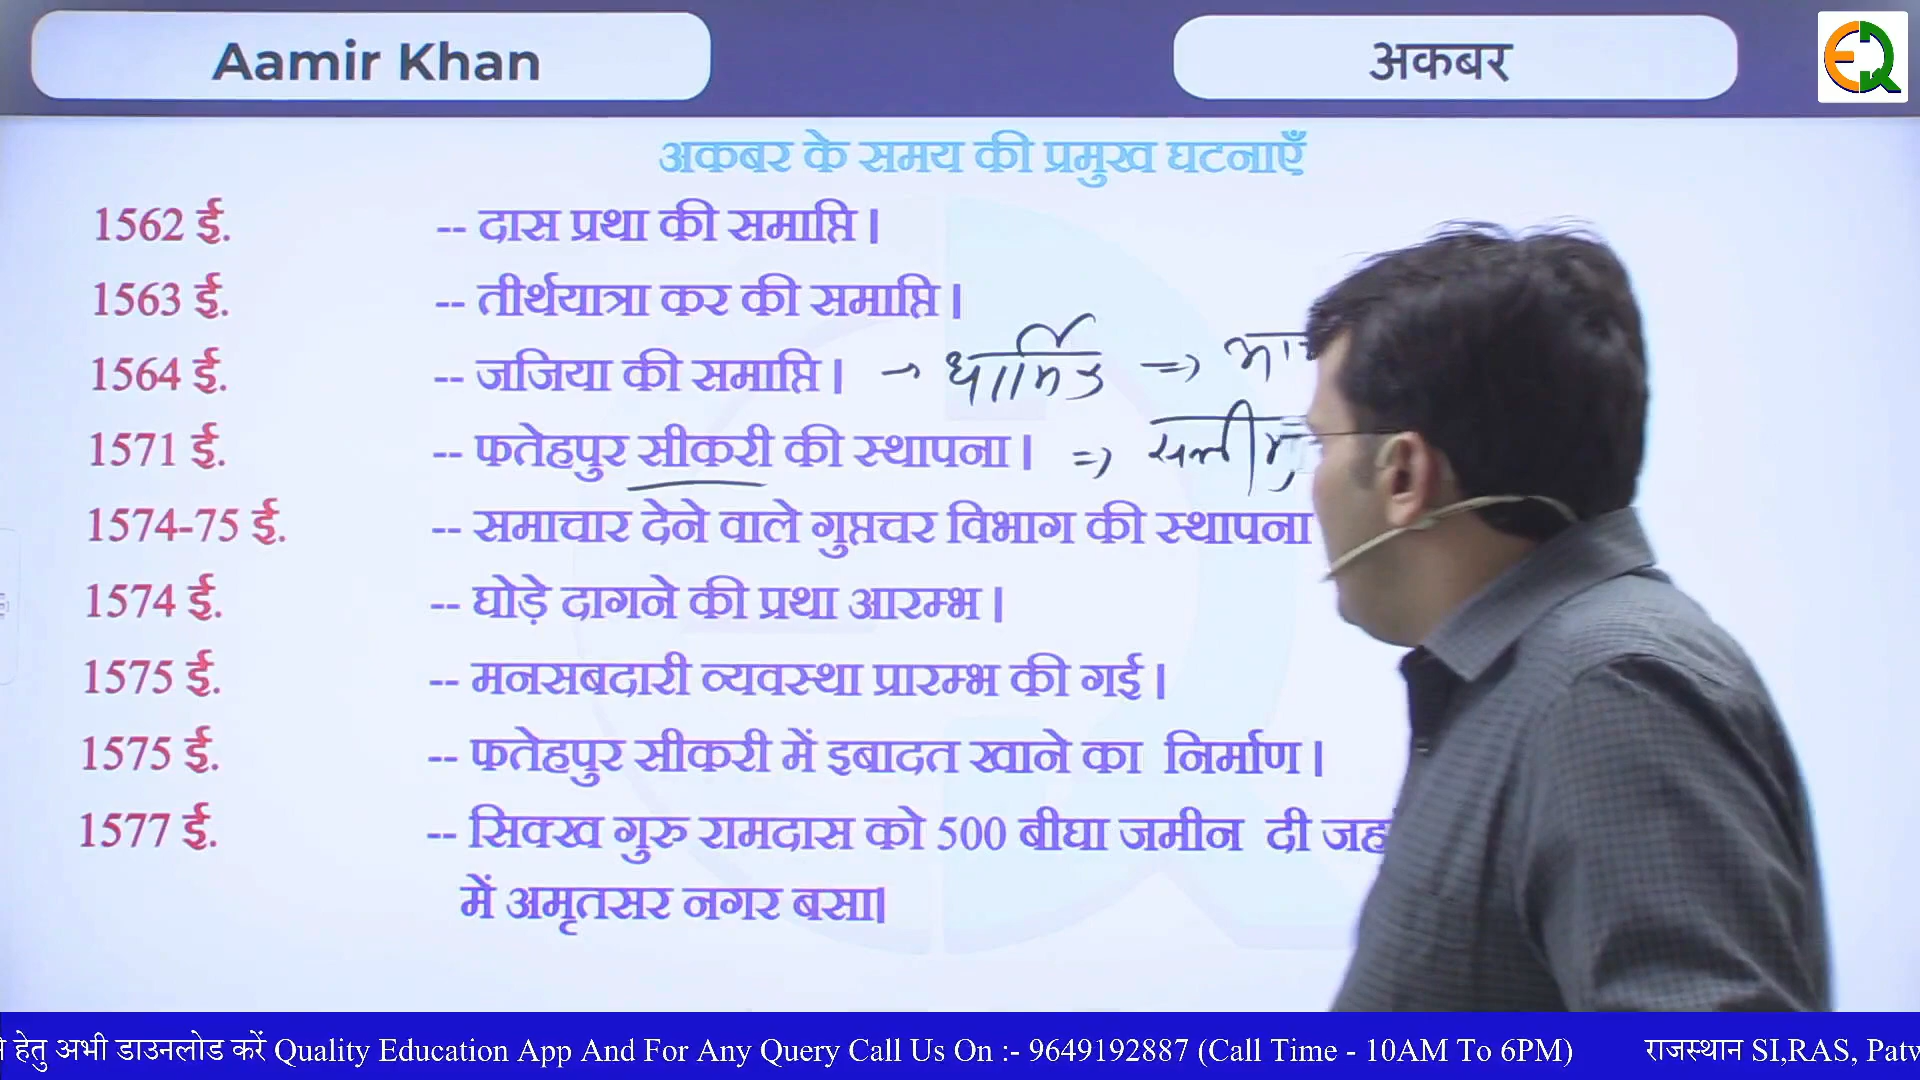 Aamir Khan
अकबर
अकबर के समय की प्रमुख घटनाएँ
1562 ई. -- दास प्रथा की समाप्ति।
1563 ई. -- तीर्थयात्रा कर की समाप्ति।
1564 ई. -- जजिया की समाप्ति। → धार्मिक ⇒
1571 ई. -- फतेहपुर सीकरी की स्थापना। ⇒
1574-75 ई. -- समाचार देने वाले गुप्तचर विभाग की स्थापना
1574 ई. -- घोड़े दागने की प्रथा आरम्भ।
1575 ई. -- मनसबदारी व्यवस्था प्रारम्भ की गई।
1575 ई. -- फतेहपुर सीकरी में इबादत खाने का निर्माण।
1577 ई. -- सिक्ख गुरु रामदास को 500 बीघा जमीन दी
में अमृतसर नगर बसा।
हेतु अभी डाउनलोड करें Quality Education App And For Any Query Call Us On :- 9649192887 (Call Time - 10AM To 6PM) राजस्थान SI,RAS,